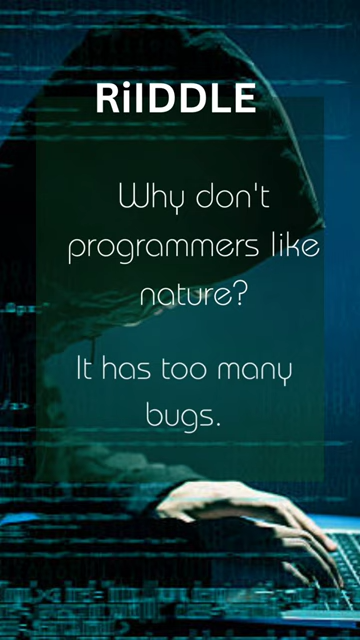 RiIDDLE
Why don't
programmers like
nature?
It has too many
bugs.